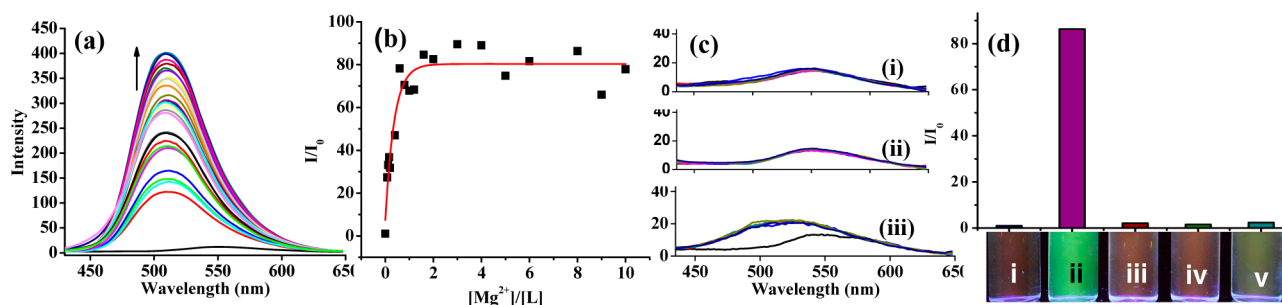 (a)
450
400
350
300
250
200
150
100
50
0
Intensity
450 500 550 600 650
Wavelength (nm)
(b)
100
80
60
40
20
0
I/I0
0 2 4 6 8 10
[Mg2+]/[L]
(c)
40
20
0
(i)
40
20
0
(ii)
40
20
0
(iii)
450 500 550 600 650
Wavelength (nm)
(d)
80
60
40
20
0
I/I0
i ii iii iv v